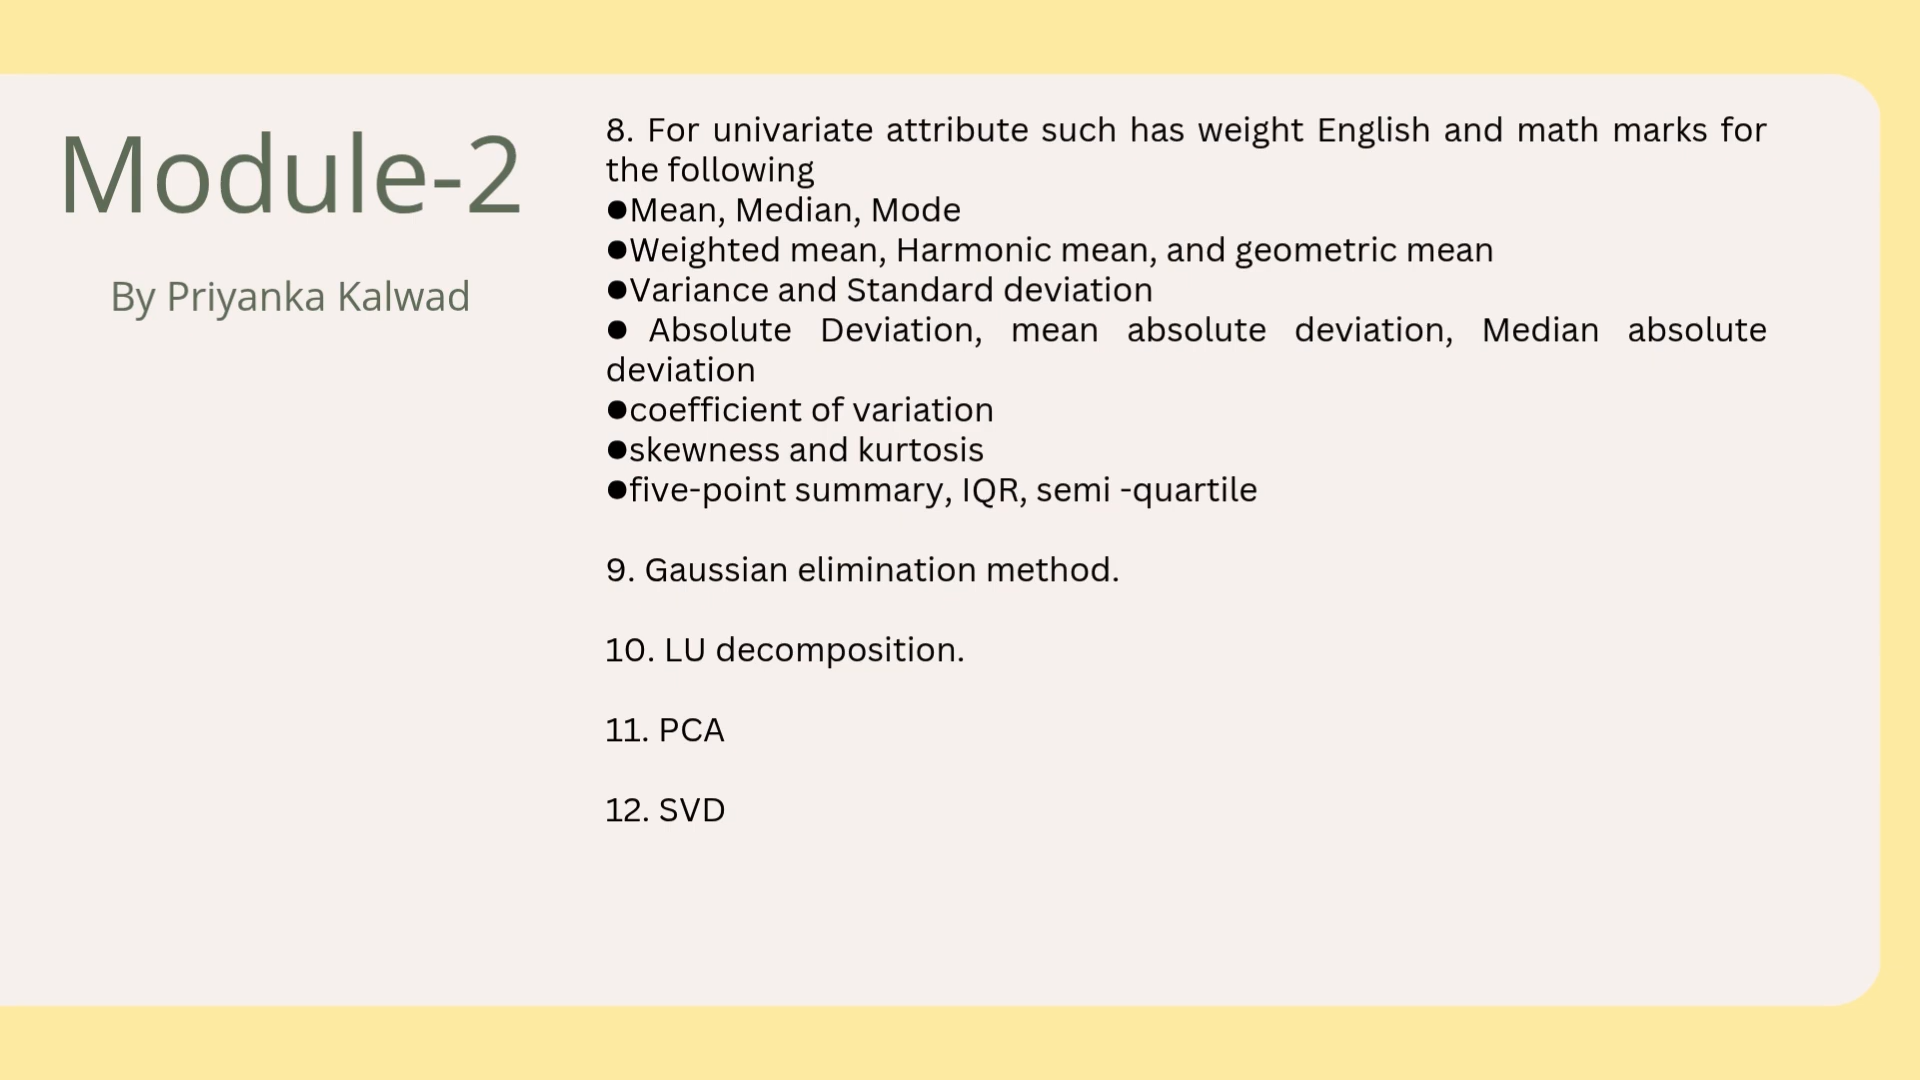 Module-2
By Priyanka Kalwad
8. For univariate attribute such has weight English and math marks for
the following
●Mean, Median, Mode
●Weighted mean, Harmonic mean, and geometric mean
●Variance and Standard deviation
● Absolute Deviation, mean absolute deviation, Median absolute
deviation
●coefficient of variation
●skewness and kurtosis
●five-point summary, IQR, semi -quartile
9. Gaussian elimination method.
10. LU decomposition.
11. PCA
12. SVD